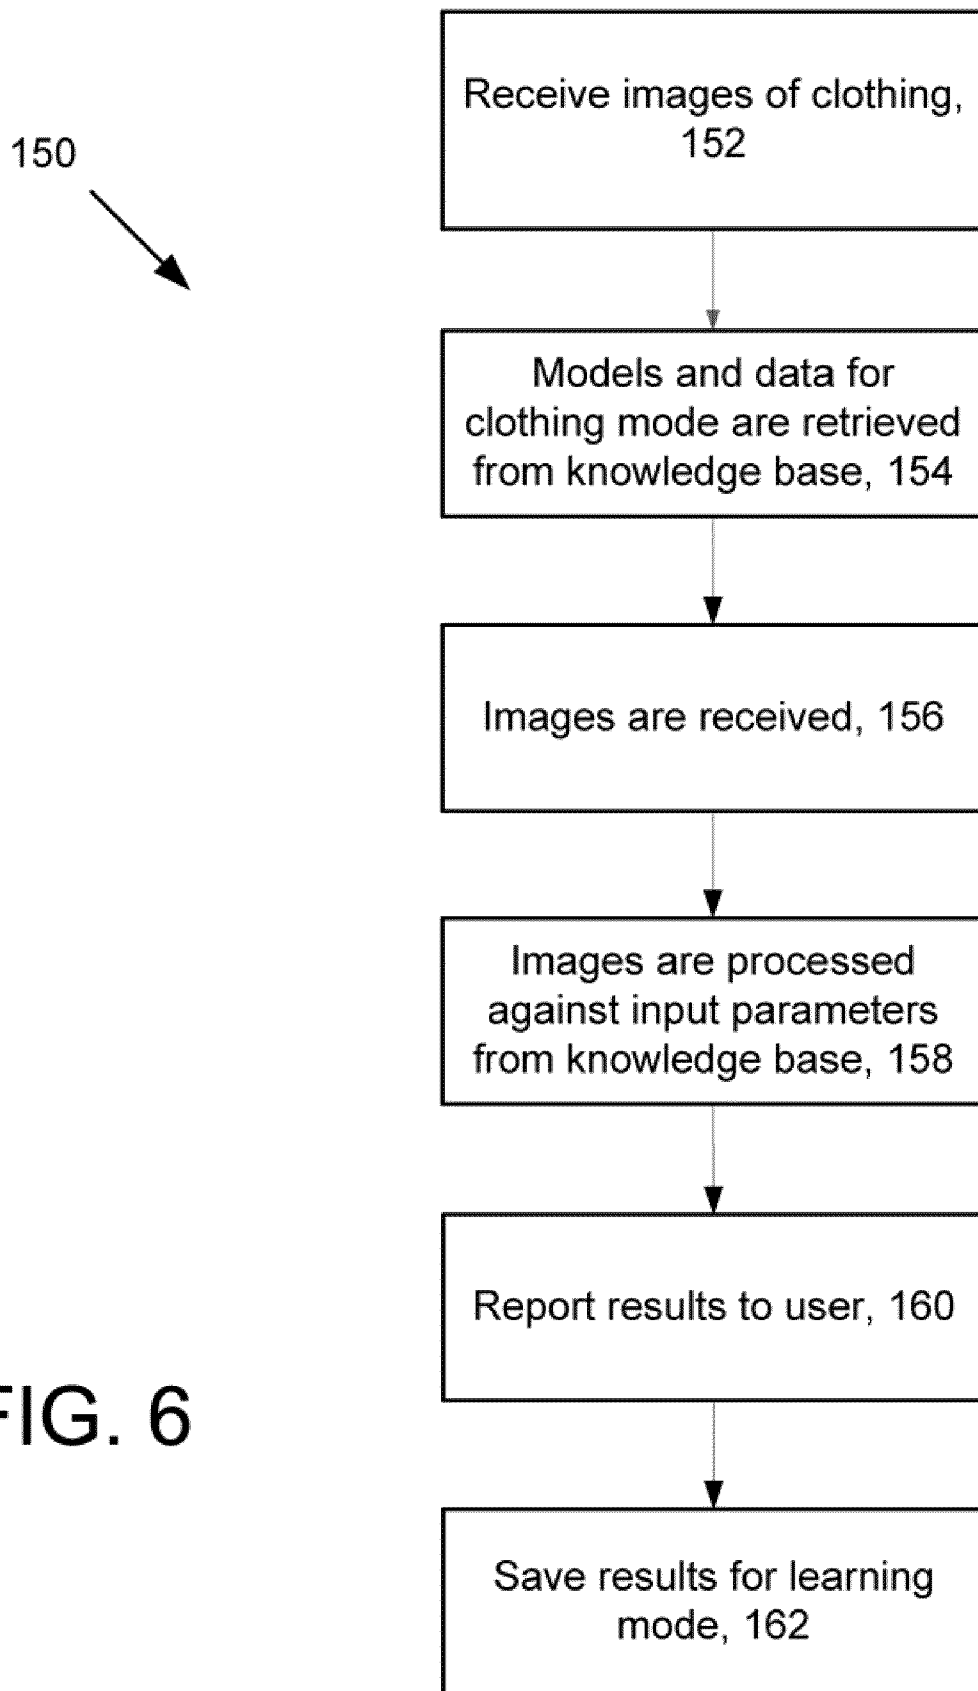 Receive images of clothing,
152
150
Models and data for
clothing mode are retrieved
from knowledge base, 154
Images are received, 156
Images are processed
against input parameters
from knowledge base, 158
Report results to user, 160
FIG. 6
Save results for learning
mode, 162